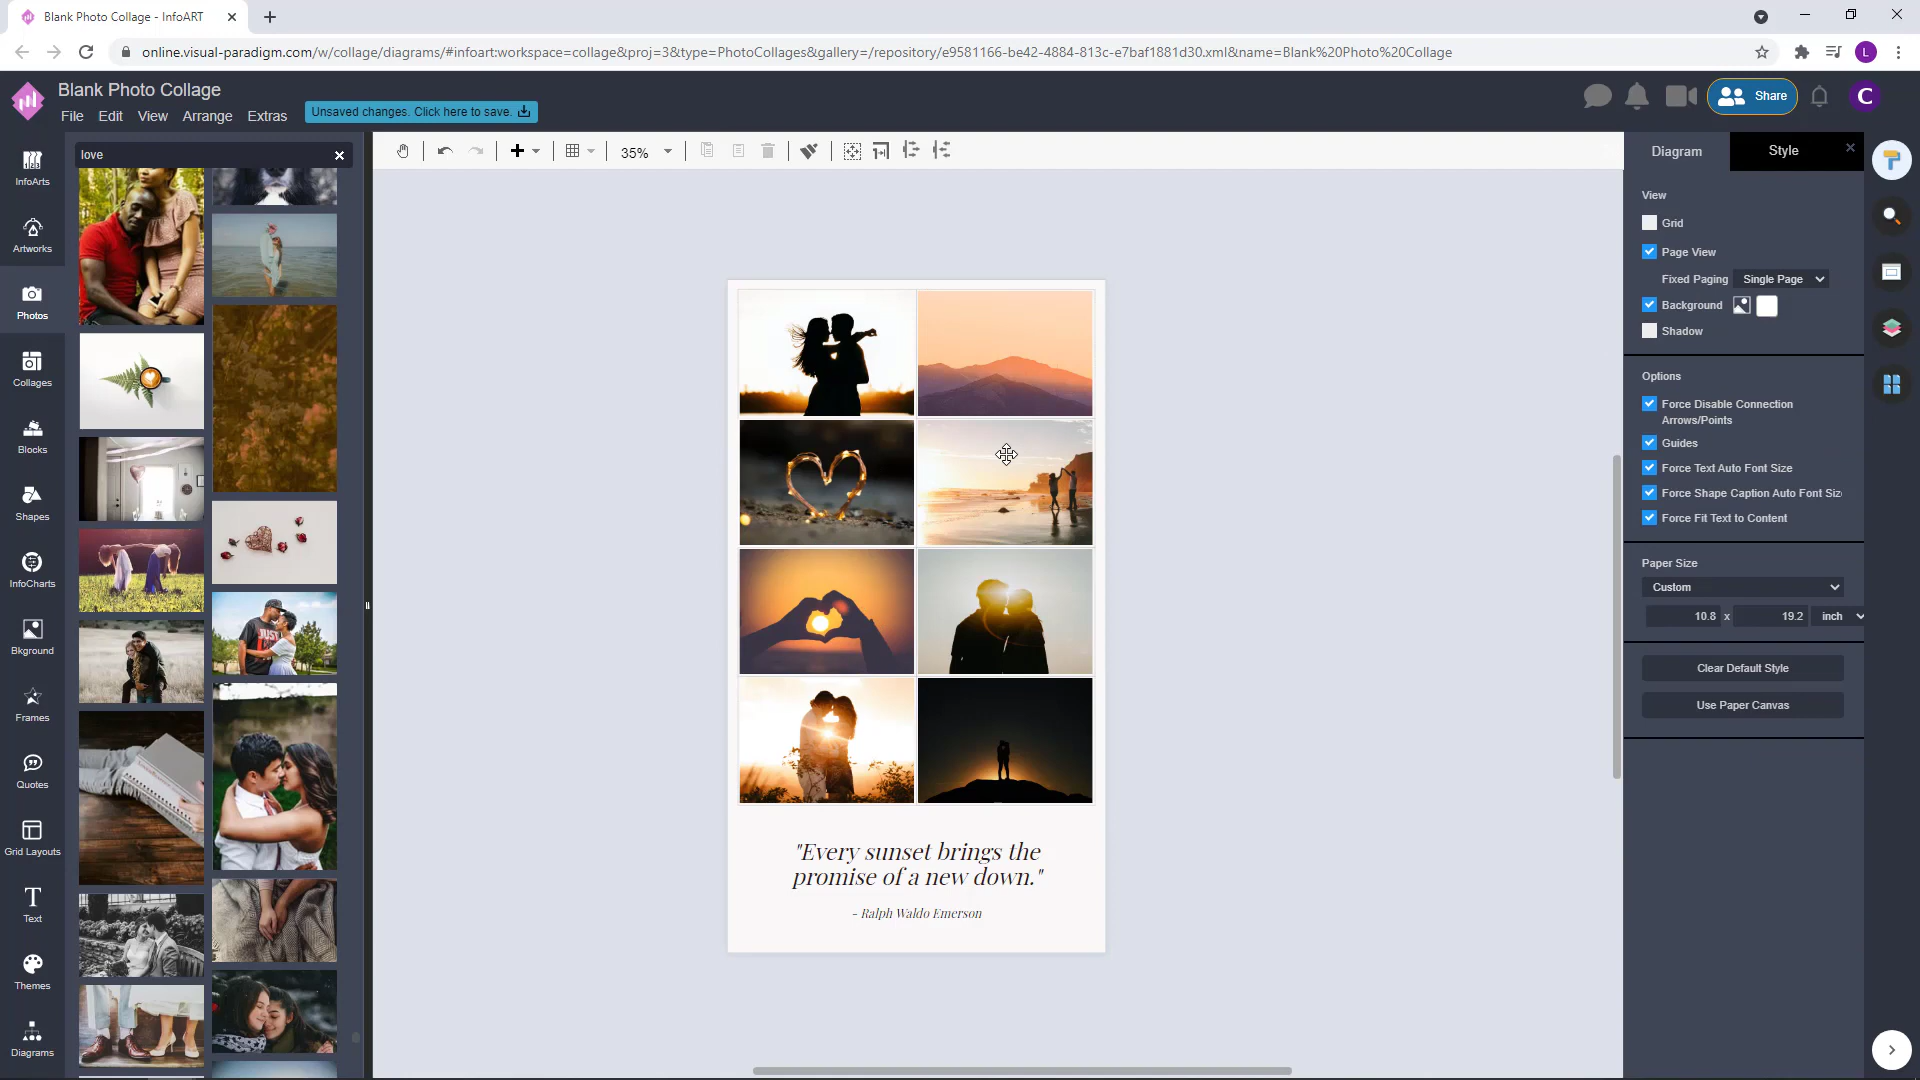 Blank Photo Collage - InfoART
online.visual-paradigm.com/w/collage/diagrams/#infoart:workspace=collage&proj=3&type=PhotoCollages&gallery=/repository/e9581166-be42-4884-813c-e7baf1881d30.xml&name=Blank%20Photo%20Collage
L
Blank Photo Collage
File Edit View Arrange Extras
Unsaved changes. Click here to save.
Share
C
InfoArts
Artworks
Photos
Collages
Blocks
Shapes
InfoCharts
Bkground
Frames
Quotes
Grid Layouts
Text
Themes
Diagrams
love
35%
"Every sunset brings the
promise of a new down."
- Ralph Waldo Emerson
Diagram Style
View
Grid
Page View
Fixed Paging Single Page
Background
Shadow
Options
Force Disable Connection
Arrows/Points
Guides
Force Text Auto Font Size
Force Shape Caption Auto Font Siz
Force Fit Text to Content
Paper Size
Custom
10.8 x 19.2 inch
Clear Default Style
Use Paper Canvas